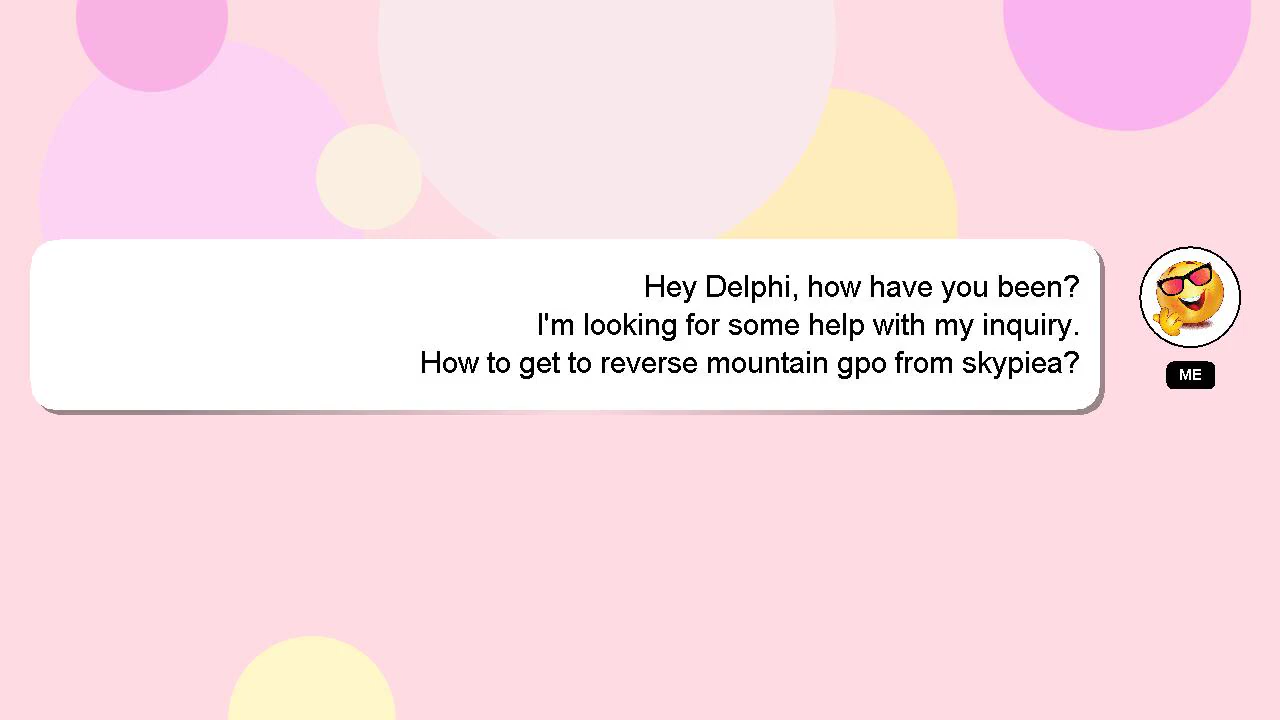 Hey Delphi, how have you been?
I'm looking for some help with my inquiry.
How to get to reverse mountain gpo from skypiea?
ME